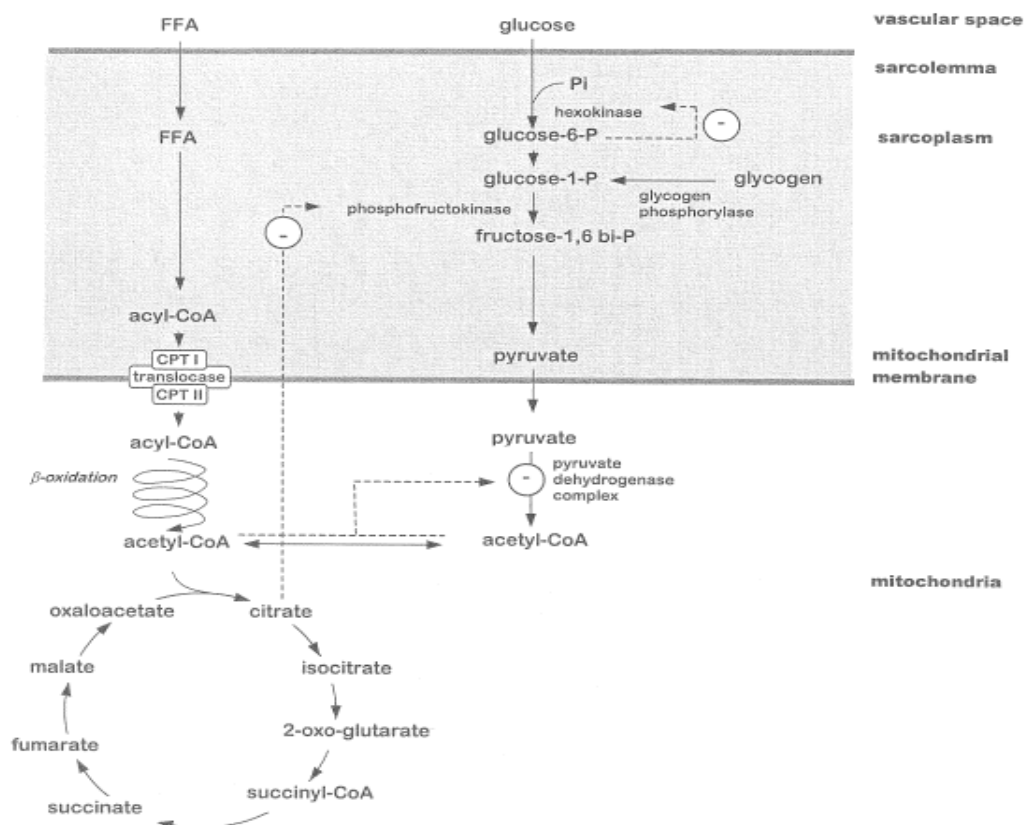 FFA
glucose
vascular space
sarcolemma
Pi
hexokinase
-
FFA
glucose-6-P
sarcoplasm
glucose-1-P
glycogen
glycogen
phosphorylase
phosphofructokinase
-
fructose-1,6 bi-P
acyl-CoA
CPT I
translocase
CPT II
pyruvate
mitochondrial
membrane
acyl-CoA
pyruvate
β-oxidation
-
pyruvate
dehydrogenase
complex
acetyl-CoA
acetyl-CoA
mitochondria
oxaloacetate
citrate
malate
isocitrate
2-oxo-glutarate
fumarate
succinyl-CoA
succinate